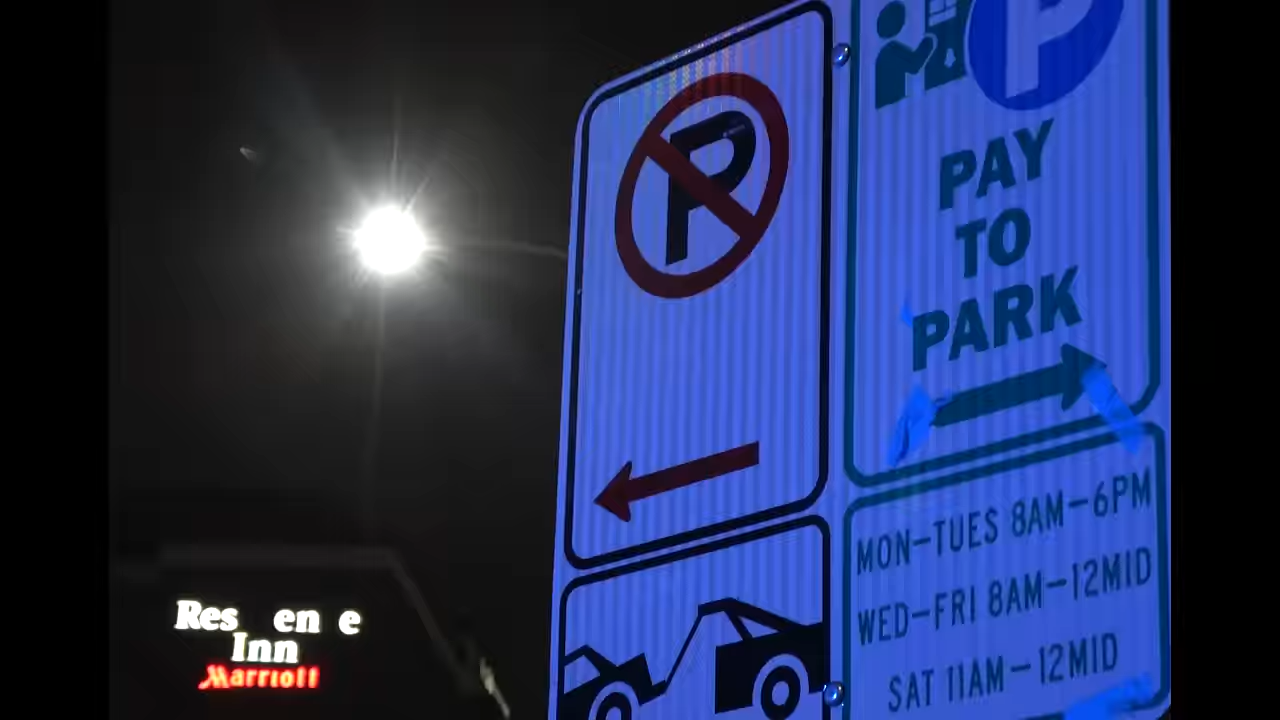 P
P
PAY
TO
PARK
MON-TUES 8AM-6PM
WED-FRI 8AM-12MID
SAT 11AM-12MID
Res en e
Inn
Marriott